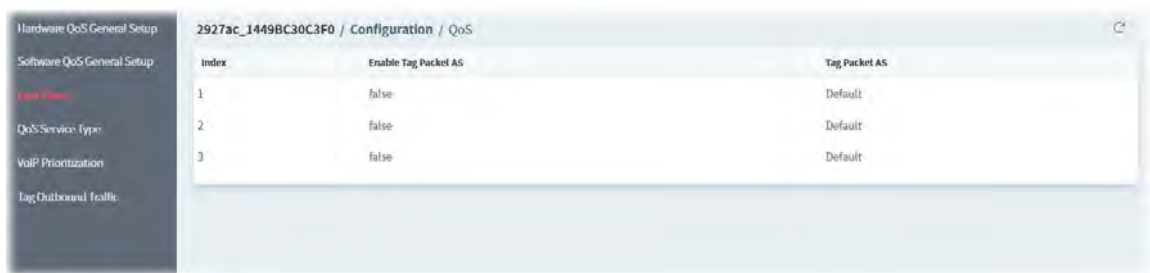 Hardware QoS General Setup
2927ac_1449BC30C3F0 / Configuration / QoS
Software QoS General Setup
Index Enable Tag Packet AS Tag Packet AS
1 false Default
QoS Service Type
2 false Default
VoIP Prioritization
3 false Default
Tag Outbound Traffic